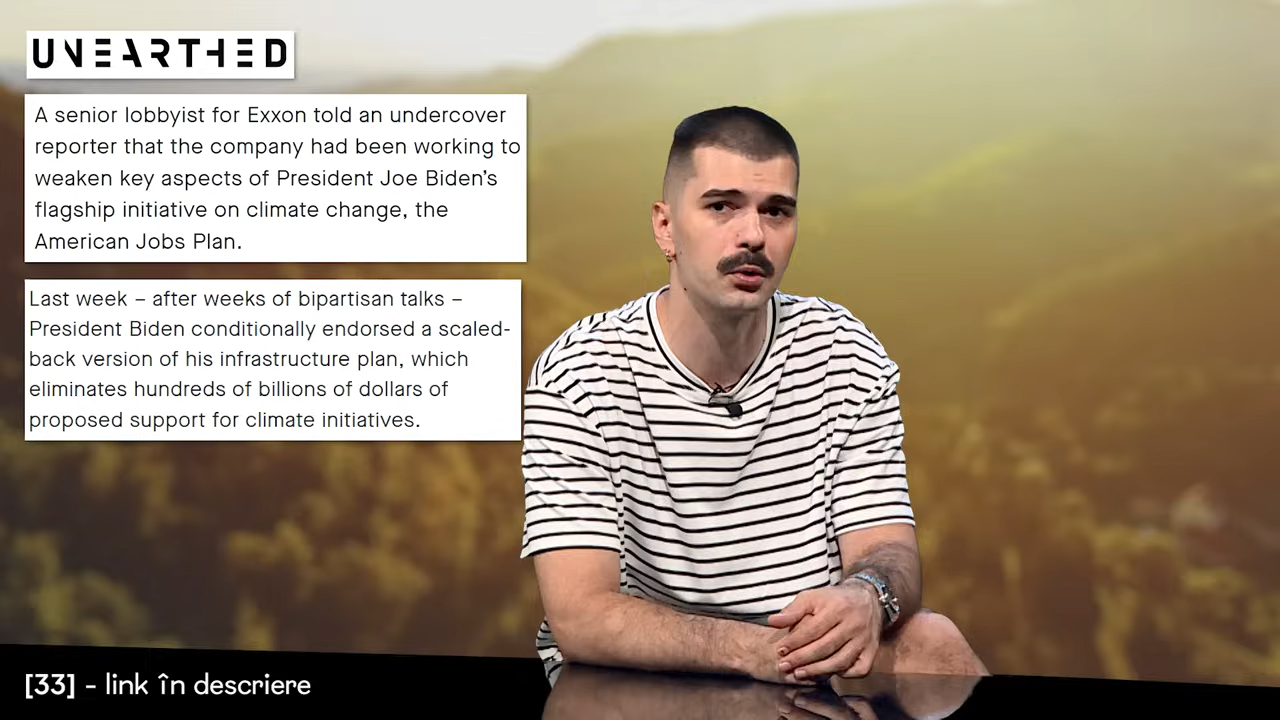 UNEARTHED
A senior lobbyist for Exxon told an undercover
reporter that the company had been working to
weaken key aspects of President Joe Biden's
flagship initiative on climate change, the
American Jobs Plan.
Last week – after weeks of bipartisan talks –
President Biden conditionally endorsed a scaled-
back version of his infrastructure plan, which
eliminates hundreds of billions of dollars of
proposed support for climate initiatives.
[33] - link în descriere